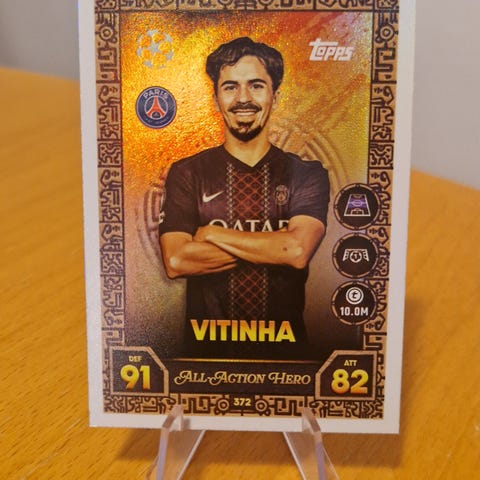 topps
PARIS
QATAR
10.0M
VITINHA
DEF
91
ALL-ACTION HERO
ATT
82
372